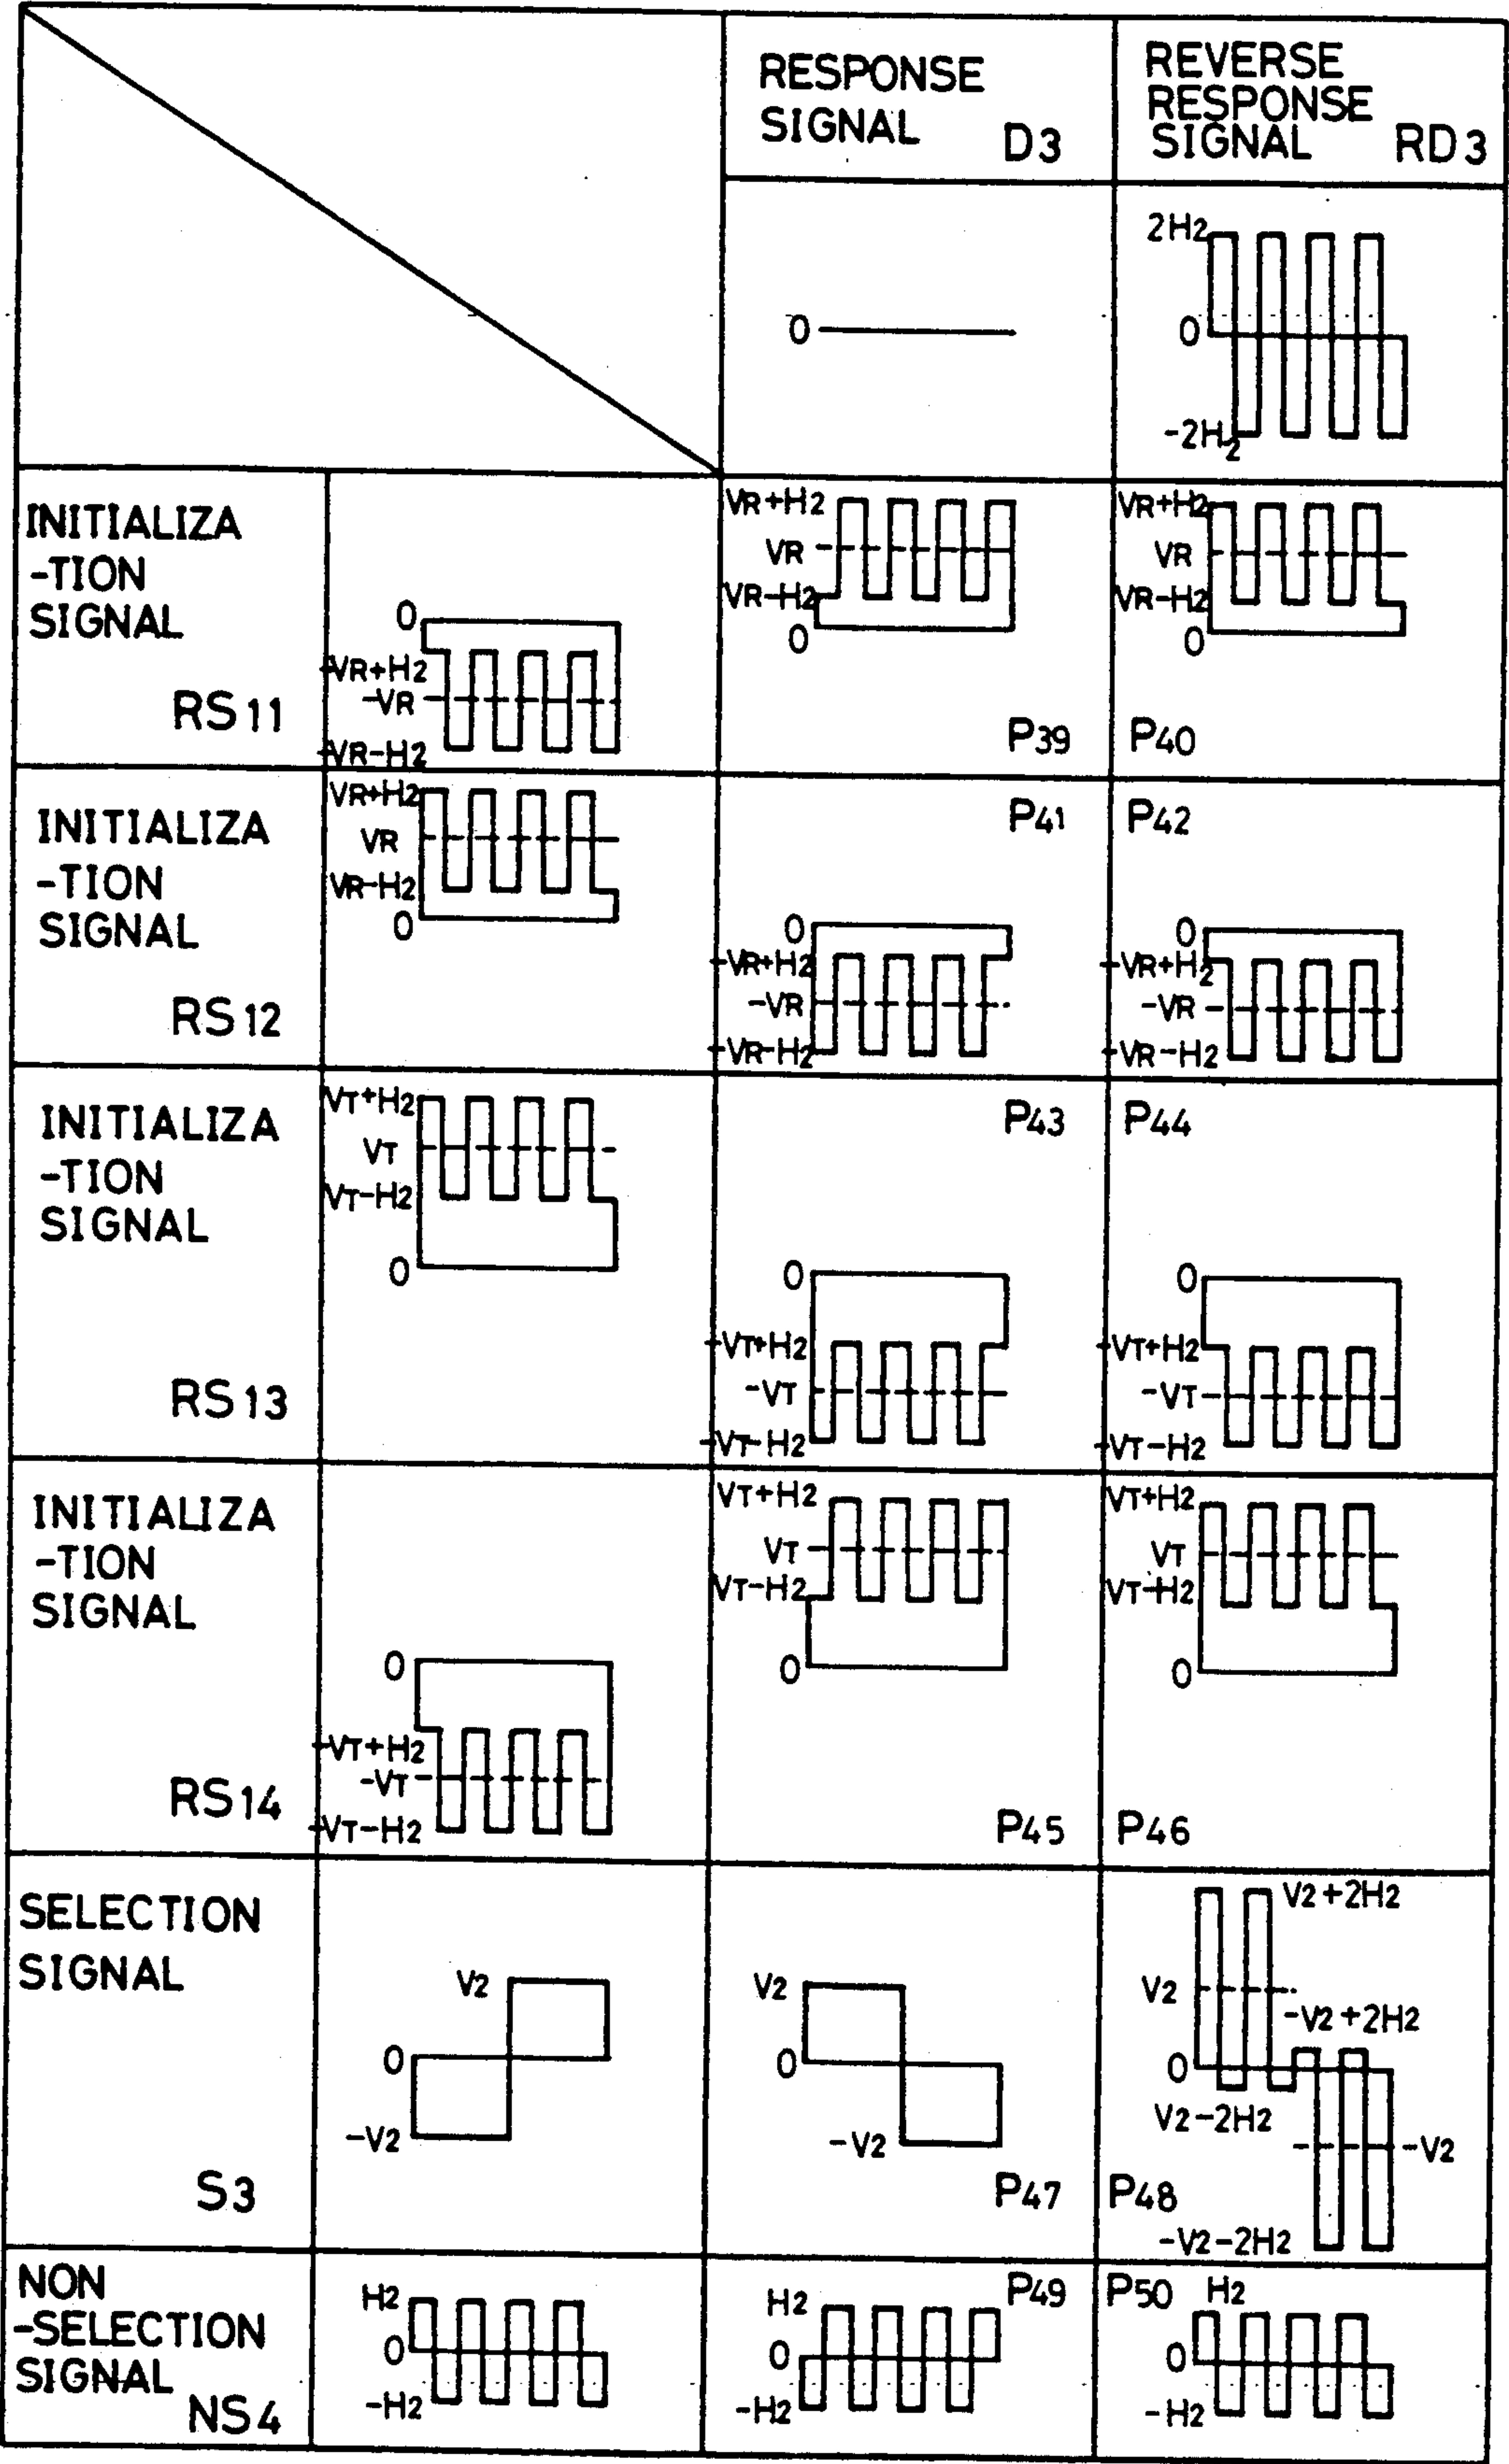 RESPONSE
SIGNAL D3
REVERSE
RESPONSE
SIGNAL RD3
0
2H2
0
-2H2
INITIALIZA
-TION
SIGNAL
RS11
0
-VR+H2
-VR
-VR-H2
VR+H2
VR
VR-H2
0
P39
VR+H2
VR
VR-H2
0
P40
INITIALIZA
-TION
SIGNAL
RS12
VR+H2
VR
VR-H2
0
P41
0
-VR+H2
-VR
-VR-H2
P42
0
-VR+H2
-VR
-VR-H2
INITIALIZA
-TION
SIGNAL
RS13
VT+H2
VT
VT-H2
0
P43
0
-VT+H2
-VT
-VT-H2
P44
0
-VT+H2
-VT
-VT-H2
INITIALIZA
-TION
SIGNAL
RS14
0
-VT+H2
-VT
-VT-H2
VT+H2
VT
VT-H2
0
P45
VT+H2
VT
VT-H2
0
P46
SELECTION
SIGNAL
S3
V2
0
-V2
V2
0
-V2
P47
V2+2H2
V2
-V2+2H2
0
V2-2H2
-V2
P48
-V2-2H2
NON
-SELECTION
SIGNAL
NS4
H2
0
-H2
P49
H2
0
-H2
P50
H2
0
-H2